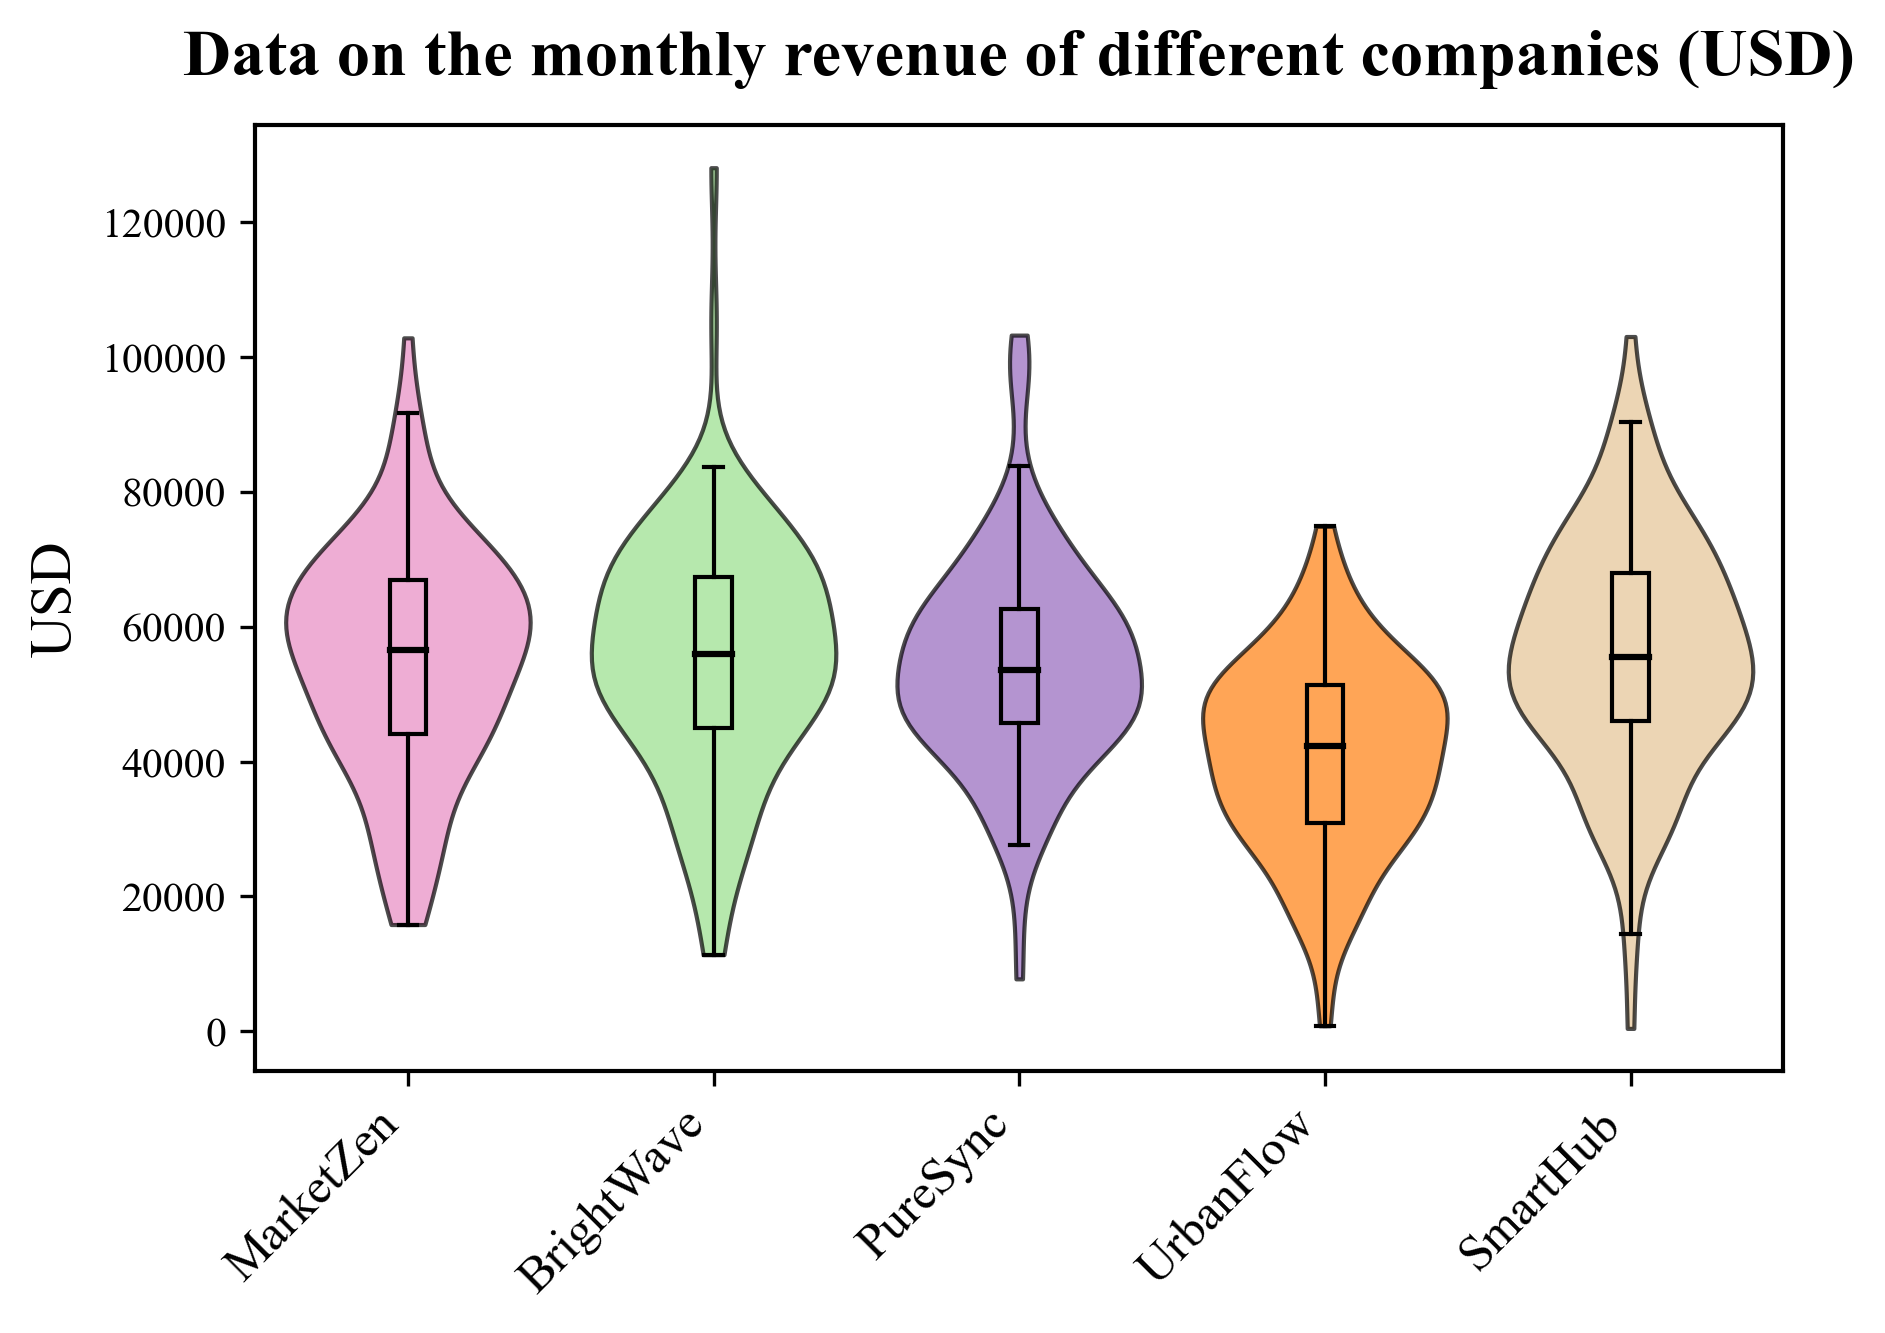 Data on the monthly revenue of different companies (USD)
USD
120000
100000
80000
60000
40000
20000
0
MarketZen
BrightWave
PureSync
UrbanFlow
SmartHub